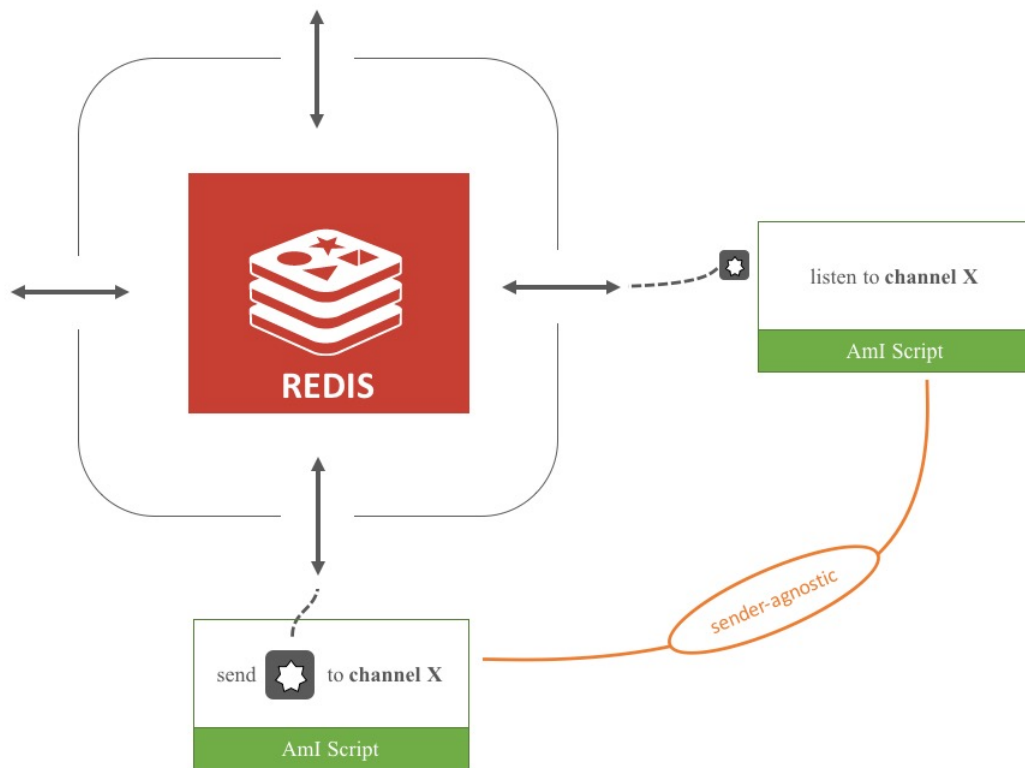 REDIS
listen to channel X
AmI Script
sender-agnostic
send to channel X
AmI Script